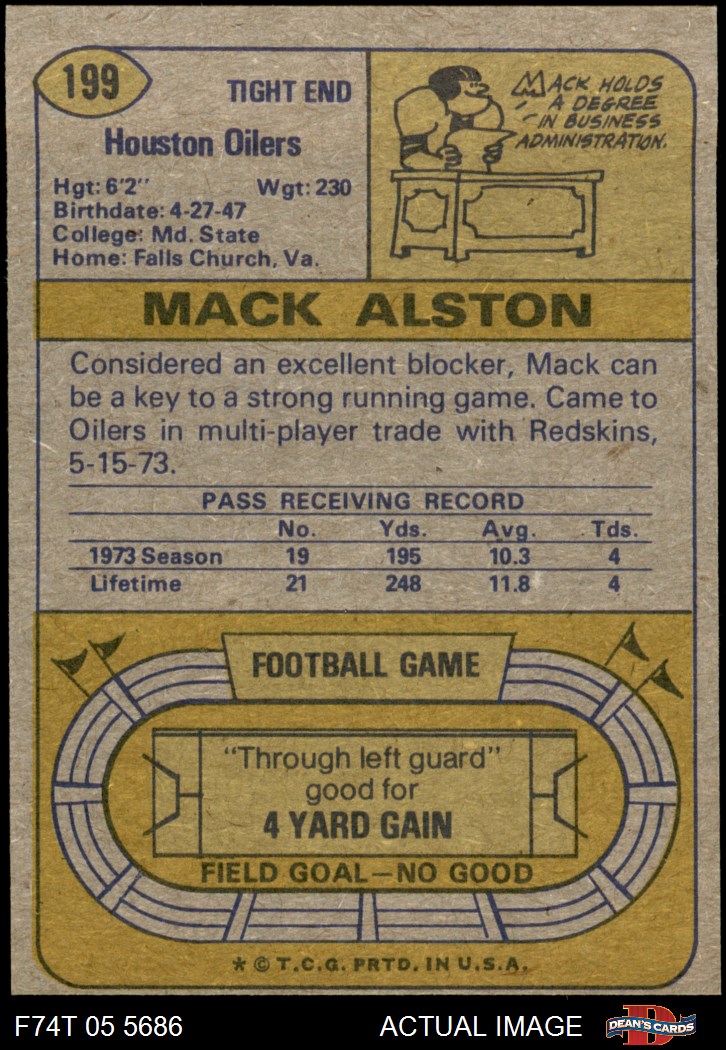 199
TIGHT END
Houston Oilers
Hgt: 6'2" Wgt: 230
Birthdate: 4-27-47
College: Md. State
Home: Falls Church, Va.
MACK HOLDS
A DEGREE
IN BUSINESS
ADMINISTRATION.
MACK ALSTON
Considered an excellent blocker, Mack can
be a key to a strong running game. Came to
Oilers in multi-player trade with Redskins,
5-15-73.
PASS RECEIVING RECORD
No. Yds. Avg. Tds.
1973 Season 19 195 10.3 4
Lifetime 21 248 11.8 4
FOOTBALL GAME
"Through left guard"
good for
4 YARD GAIN
FIELD GOAL—NO GOOD
* © T.C.G. PRTD. IN U.S.A.
F74T 05 5686 ACTUAL IMAGE
D
DEAN'S CARDS